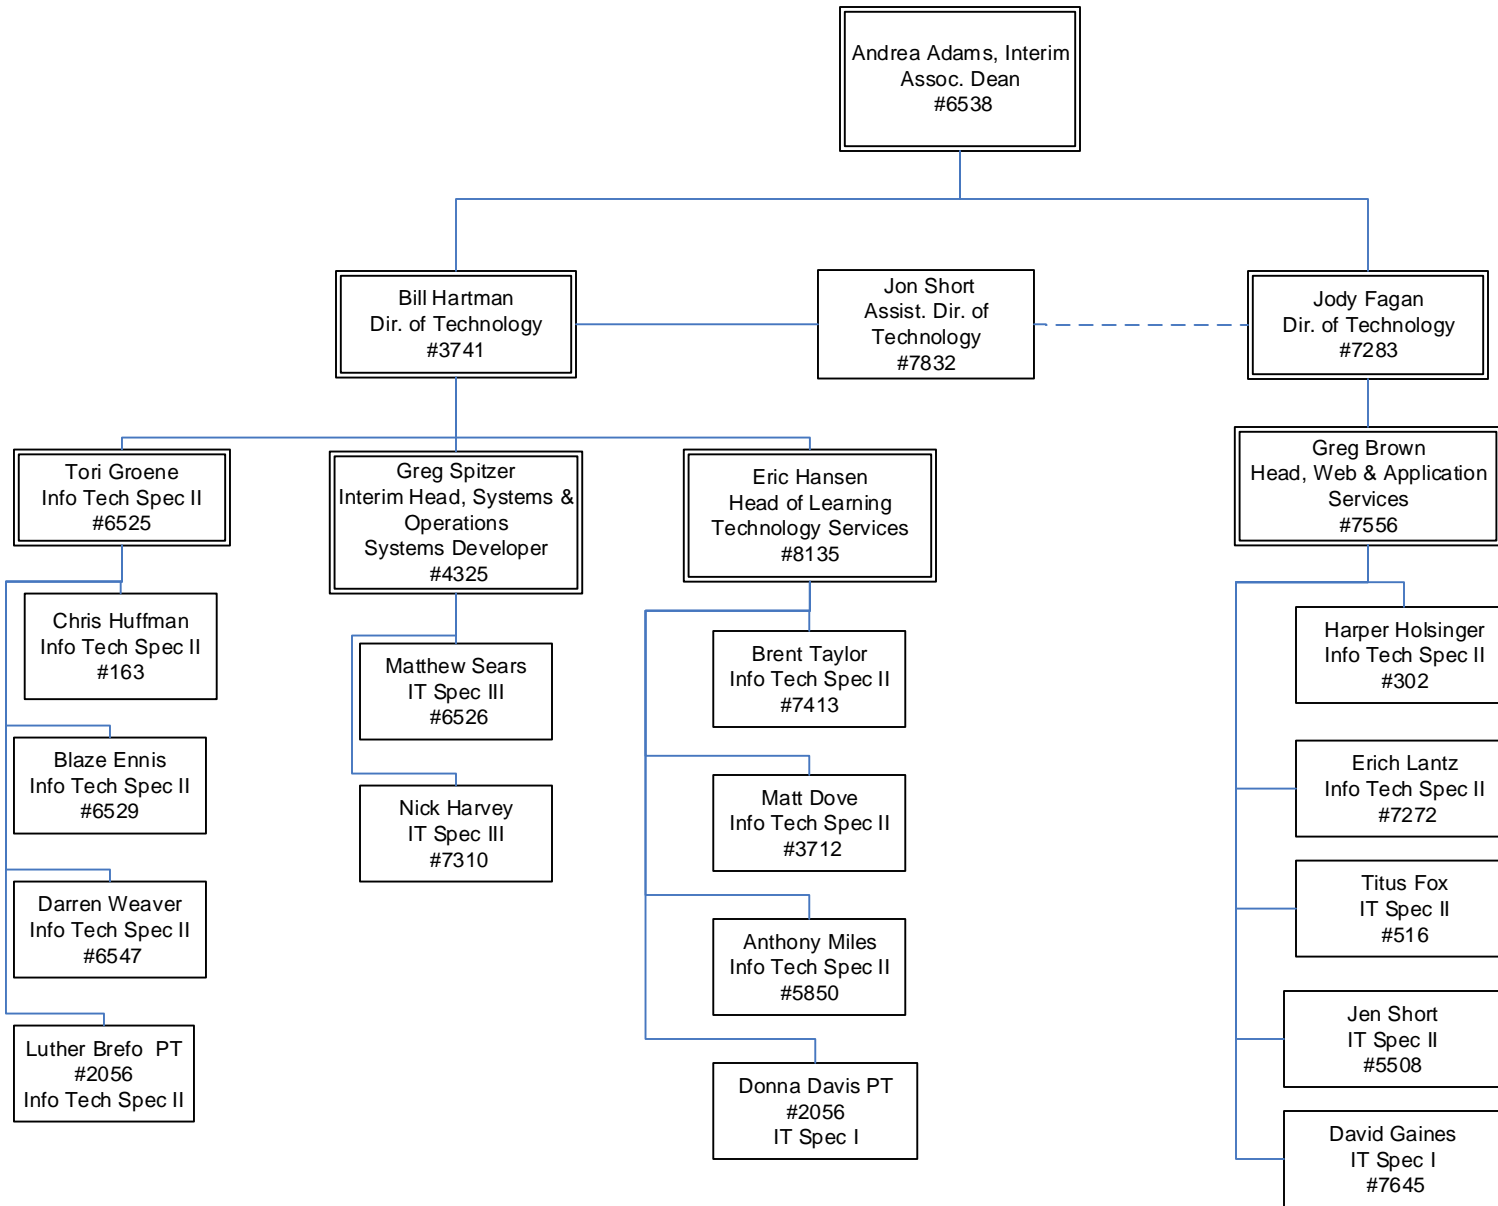 Andrea Adams, Interim
Assoc. Dean
#6538
Bill Hartman
Dir. of Technology
#3741
Jon Short
Assist. Dir. of
Technology
#7832
Jody Fagan
Dir. of Technology
#7283
Tori Groene
Info Tech Spec II
#6525
Greg Spitzer
Interim Head, Systems &
Operations
Systems Developer
#4325
Eric Hansen
Head of Learning
Technology Services
#8135
Greg Brown
Head, Web & Application
Services
#7556
Chris Huffman
Info Tech Spec II
#163
Blaze Ennis
Info Tech Spec II
#6529
Darren Weaver
Info Tech Spec II
#6547
Luther Brefo  PT
#2056
Info Tech Spec II
Matthew Sears
IT Spec III
#6526
Nick Harvey
IT Spec III
#7310
Brent Taylor
Info Tech Spec II
#7413
Matt Dove
Info Tech Spec II
#3712
Anthony Miles
Info Tech Spec II
#5850
Donna Davis PT
#2056
IT Spec I
Harper Holsinger
Info Tech Spec II
#302
Erich Lantz
Info Tech Spec II
#7272
Titus Fox
IT Spec II
#516
Jen Short
IT Spec II
#5508
David Gaines
IT Spec I
#7645